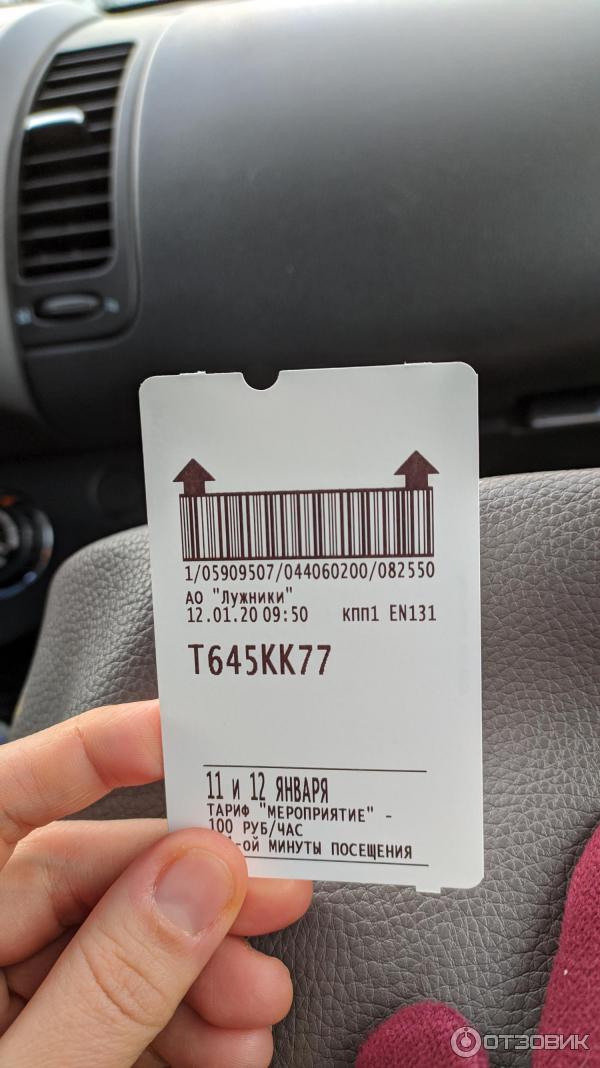 1/05909507/044060200/082550
АО "Лужники"
12.01.20 09:50 КПП1 EN131
Т645КК77
11 и 12 ЯНВАРЯ
ТАРИФ "МЕРОПРИЯТИЕ" -
100 РУБ/ЧАС
-ой МИНУТЫ ПОСЕЩЕНИЯ
ОТЗОВИК